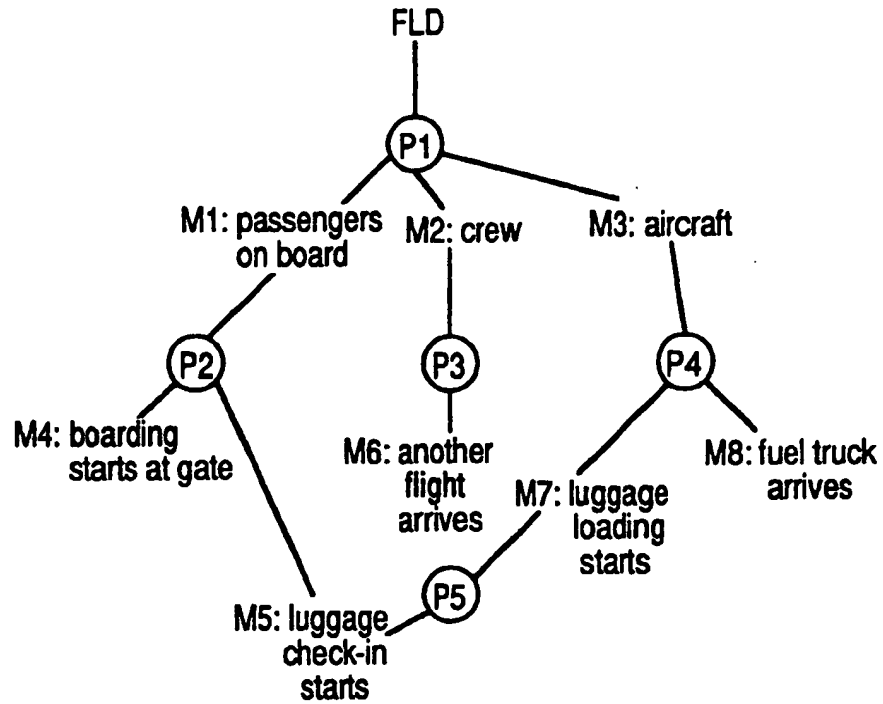 FLD
P1
M1: passengers
on board
M2: crew
M3: aircraft
P2
P3
P4
M4: boarding
starts at gate
M6: another
flight
arrives
M7: luggage
loading
starts
M8: fuel truck
arrives
P5
M5: luggage
check-in
starts